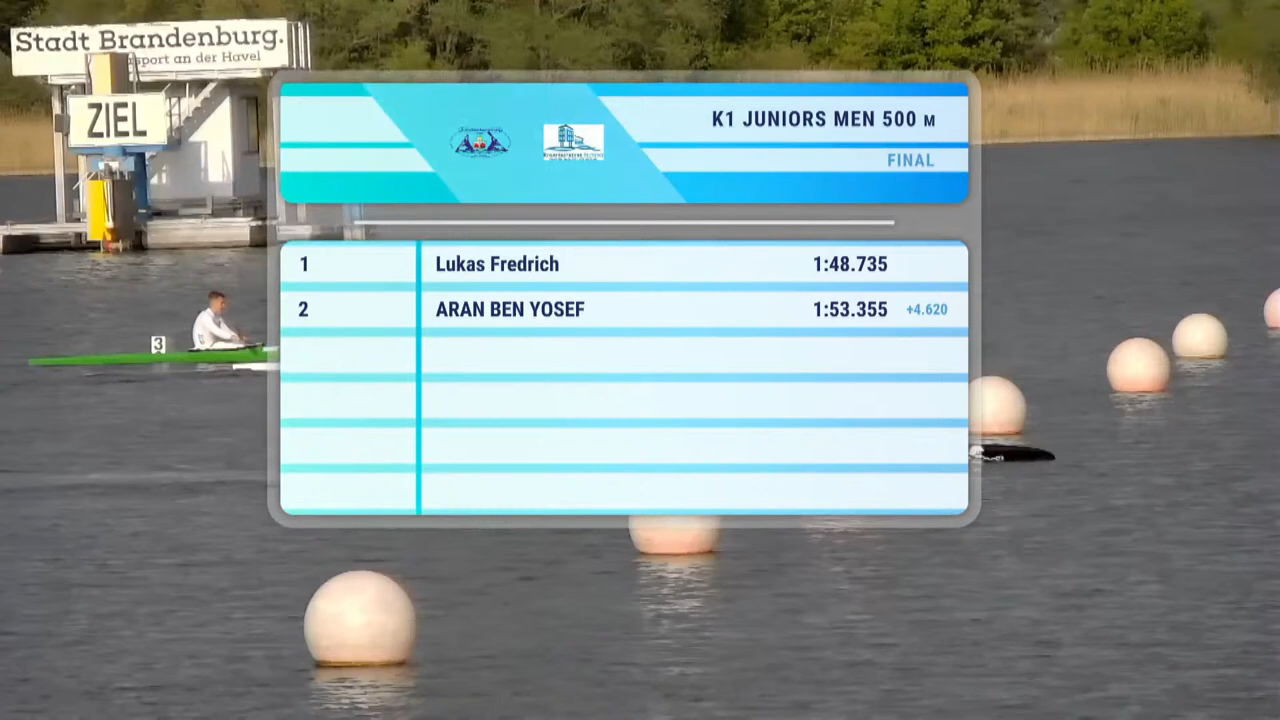 Stadt Brandenburg.
sport an der Havel
ZIEL
K1 JUNIORS MEN 500 M
FINAL
1 Lukas Fredrich 1:48.735
2 ARAN BEN YOSEF 1:53.355 +4.620
3